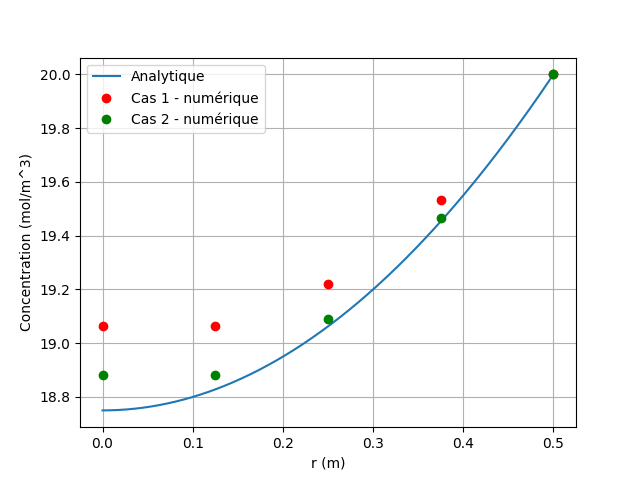 Analytique
Cas 1 - numérique
Cas 2 - numérique
20.0
19.8
19.6
19.4
19.2
19.0
18.8
Concentration (mol/m^3)
0.0 0.1 0.2 0.3 0.4 0.5
r (m)